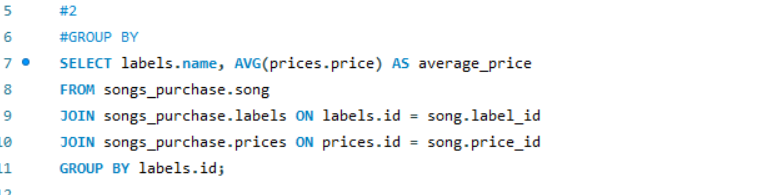 5 #2
6 #GROUP BY
7 SELECT labels.name, AVG(prices.price) AS average_price
8 FROM songs_purchase.song
9 JOIN songs_purchase.labels ON labels.id = song.label_id
10 JOIN songs_purchase.prices ON prices.id = song.price_id
11 GROUP BY labels.id;
12